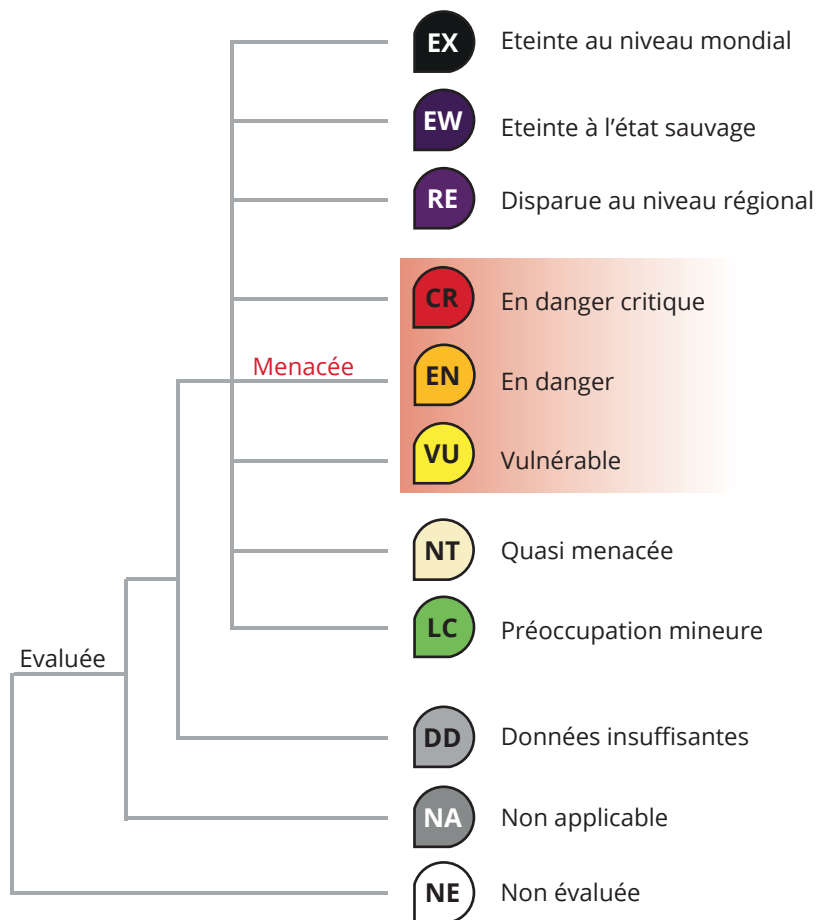 EX Eteinte au niveau mondial
EW Eteinte à l'état sauvage
RE Disparue au niveau régional
CR En danger critique
Menacée
EN En danger
VU Vulnérable
NT Quasi menacée
LC Préoccupation mineure
Evaluée
DD Données insuffisantes
NA Non applicable
NE Non évaluée